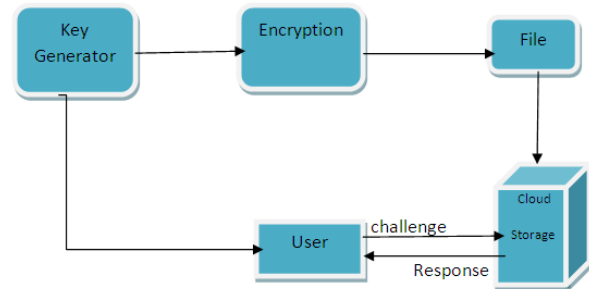 Key
Generator
Encryption
File
Cloud
Storage
User
challenge
Response